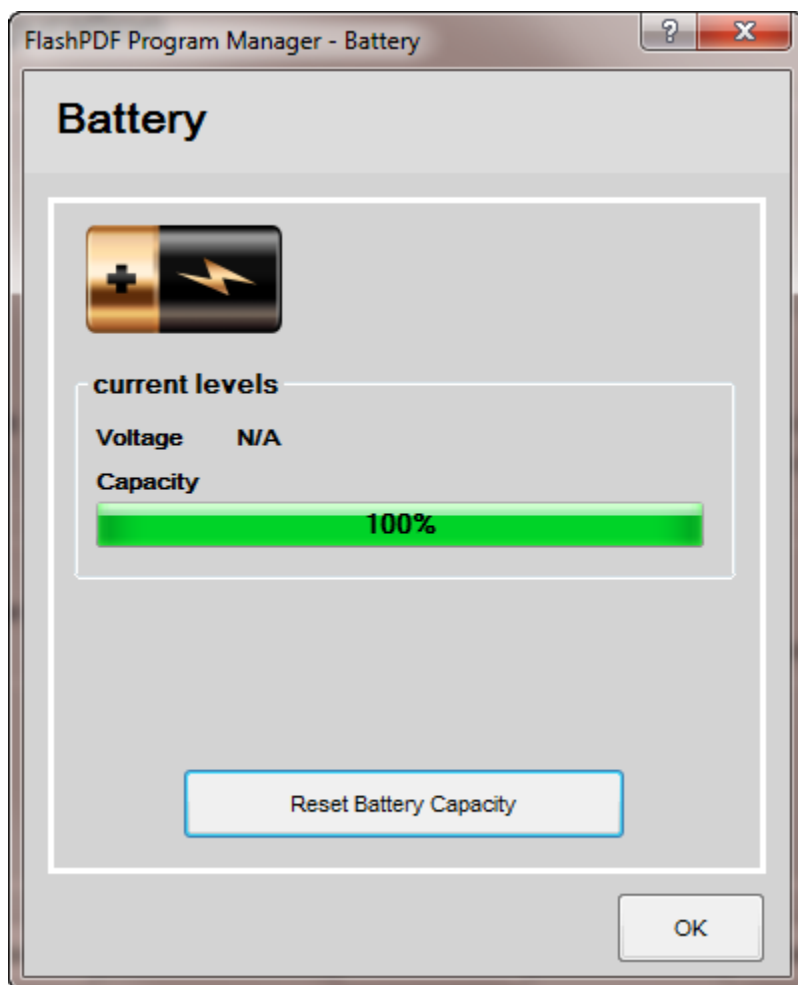 FlashPDF Program Manager - Battery
Battery
current levels
Voltage N/A
Capacity
100%
Reset Battery Capacity
OK